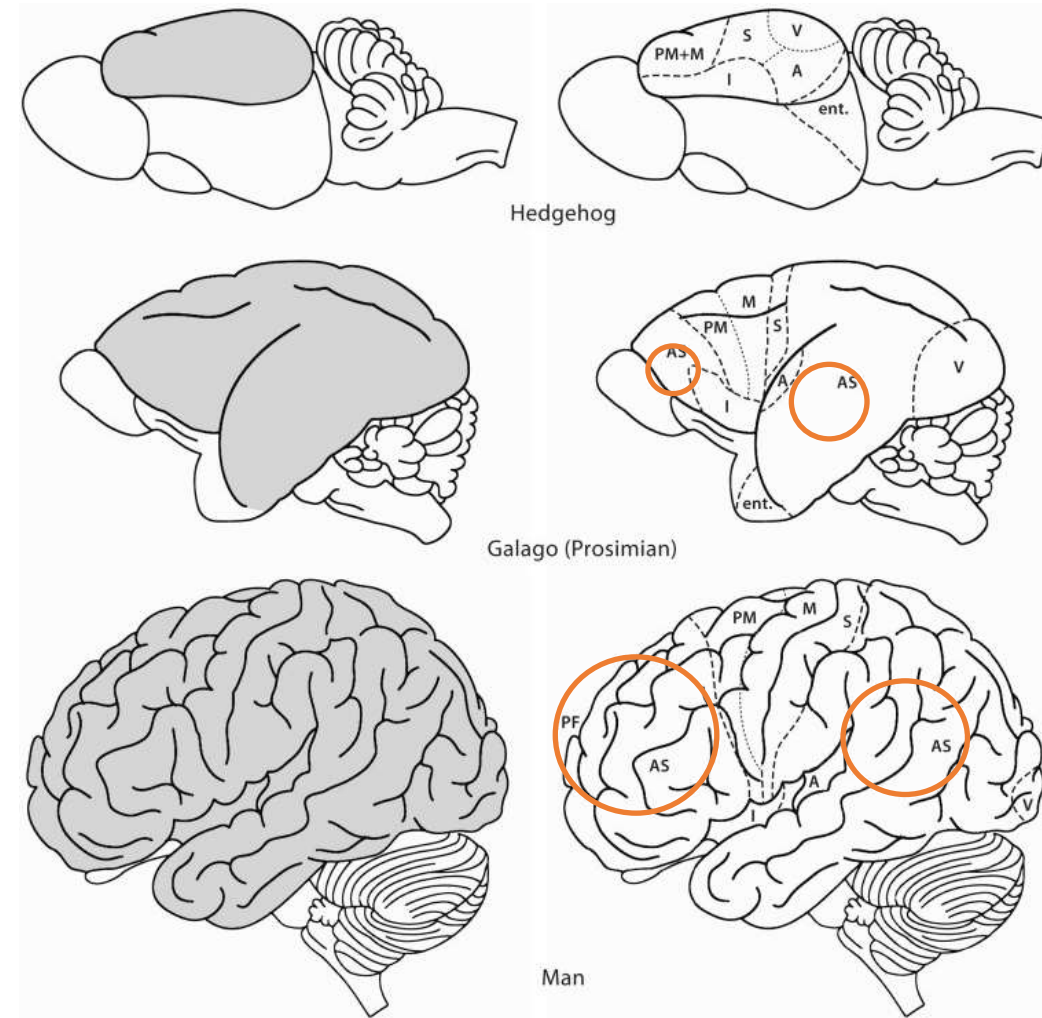 V
S
PM+M
A
I
ent.
Hedgehog
M
PM
S
AS
V
A
AS
I
ent.
Galago (Prosimian)
M
PM
S
PF
AS
AS
A
V
I
Man